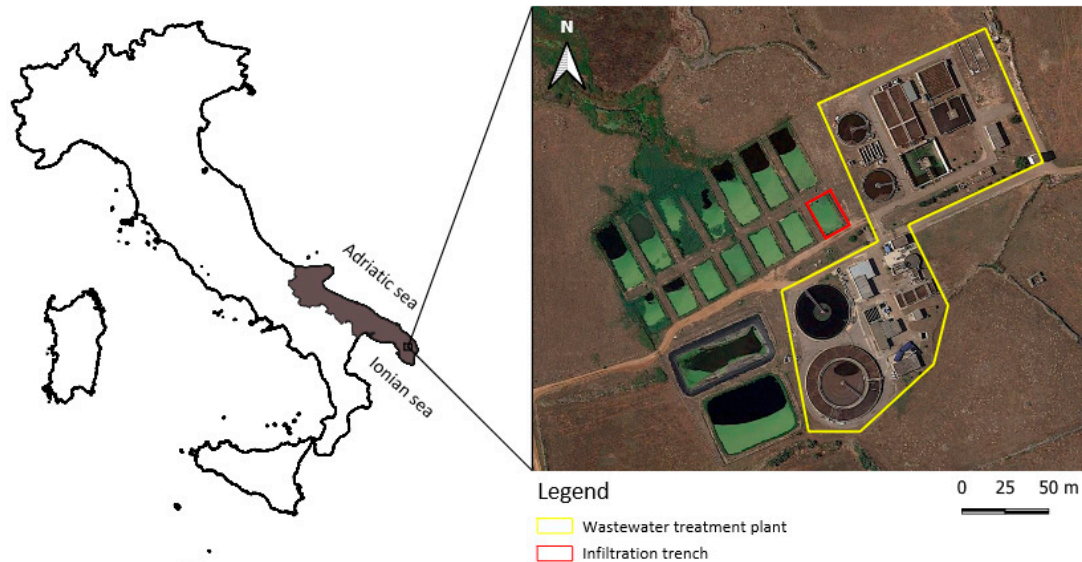 N
Adriatic sea
Ionian sea
Legend
0 25 50 m
Wastewater treatment plant
Infiltration trench